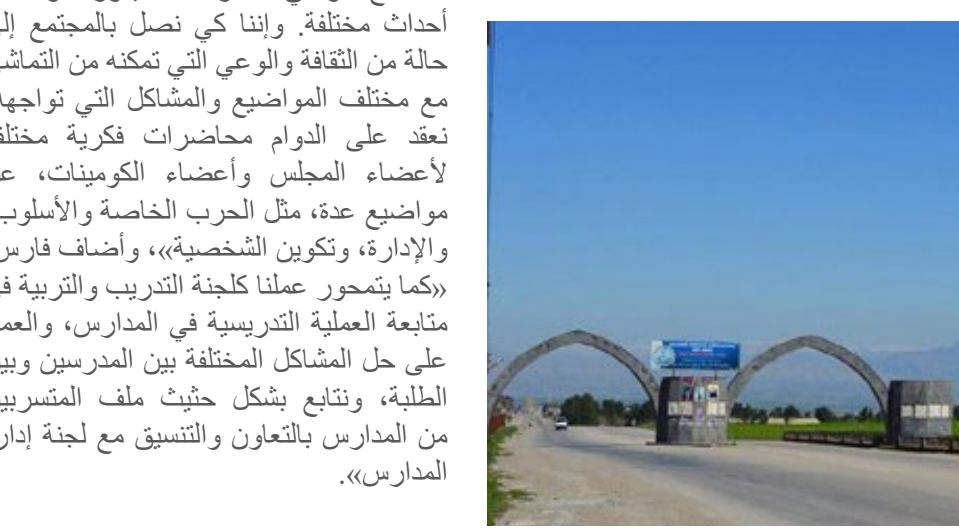 أحداث مختلفة. وإننا كي نصل بالمجتمع إلى
حالة من الثقافة والوعي التي تمكنه من التماشي
مع مختلف المواضيع والمشاكل التي تواجهه
نعقد على الدوام محاضرات فكرية مختلفة
لأعضاء المجلس وأعضاء الكومينات، عن
مواضيع عدة، مثل الحرب الخاصة والأسلوب
والإدارة، وتكوين الشخصية»، وأضاف فارس
«كما يتمحور عملنا كلجنة التدريب والتربية في
متابعة العملية التدريسية في المدارس، والعمل
على حل المشاكل المختلفة بين المدرسين وبين
الطلبة، ونتابع بشكل حثيث ملف المتسربين
من المدارس بالتعاون والتنسيق مع لجنة إدارة
المدارس».